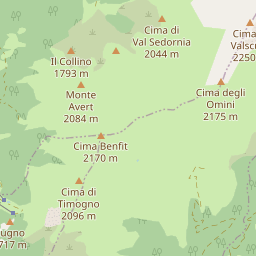 Cima di
Val Sedornia
2044 m
Cima
Valscu
2250
Il Collino
1793 m
Monte
Avert
2084 m
Cima degli
Omini
2175 m
Cima Benfit
2170 m
Cima di
Timogno
2096 m
ugno
717 m